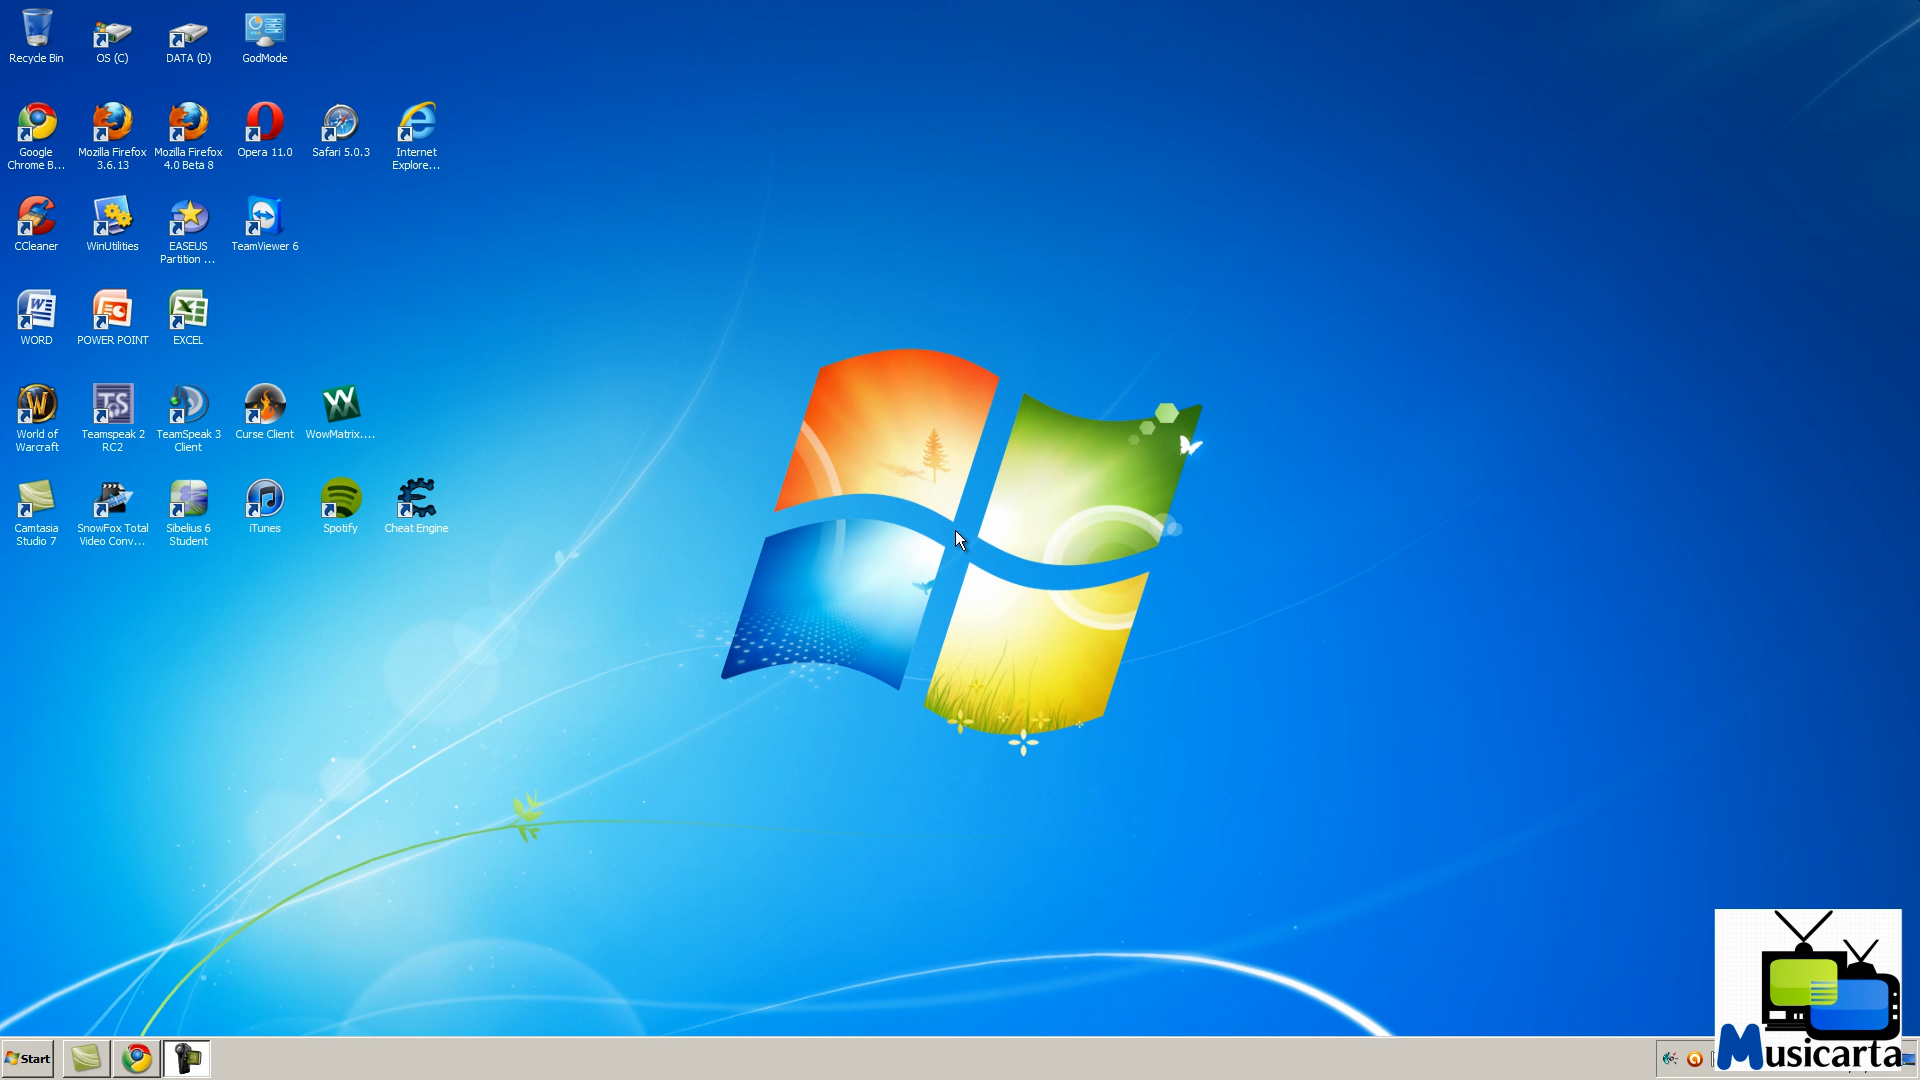 Recycle Bin
OS (C)
DATA (D)
GodMode
Google Chrome B...
Mozilla Firefox 3.6.13
Mozilla Firefox 4.0 Beta 8
Opera 11.0
Safari 5.0.3
Internet Explore...
CCleaner
WinUtilities
EASEUS Partition ...
TeamViewer 6
WORD
POWER POINT
EXCEL
World of Warcraft
Teamspeak 2 RC2
TeamSpeak 3 Client
Curse Client
WowMatrix....
Camtasia Studio 7
SnowFox Total Video Conv...
Sibelius 6 Student
iTunes
Spotify
Cheat Engine
Start
Musicarta